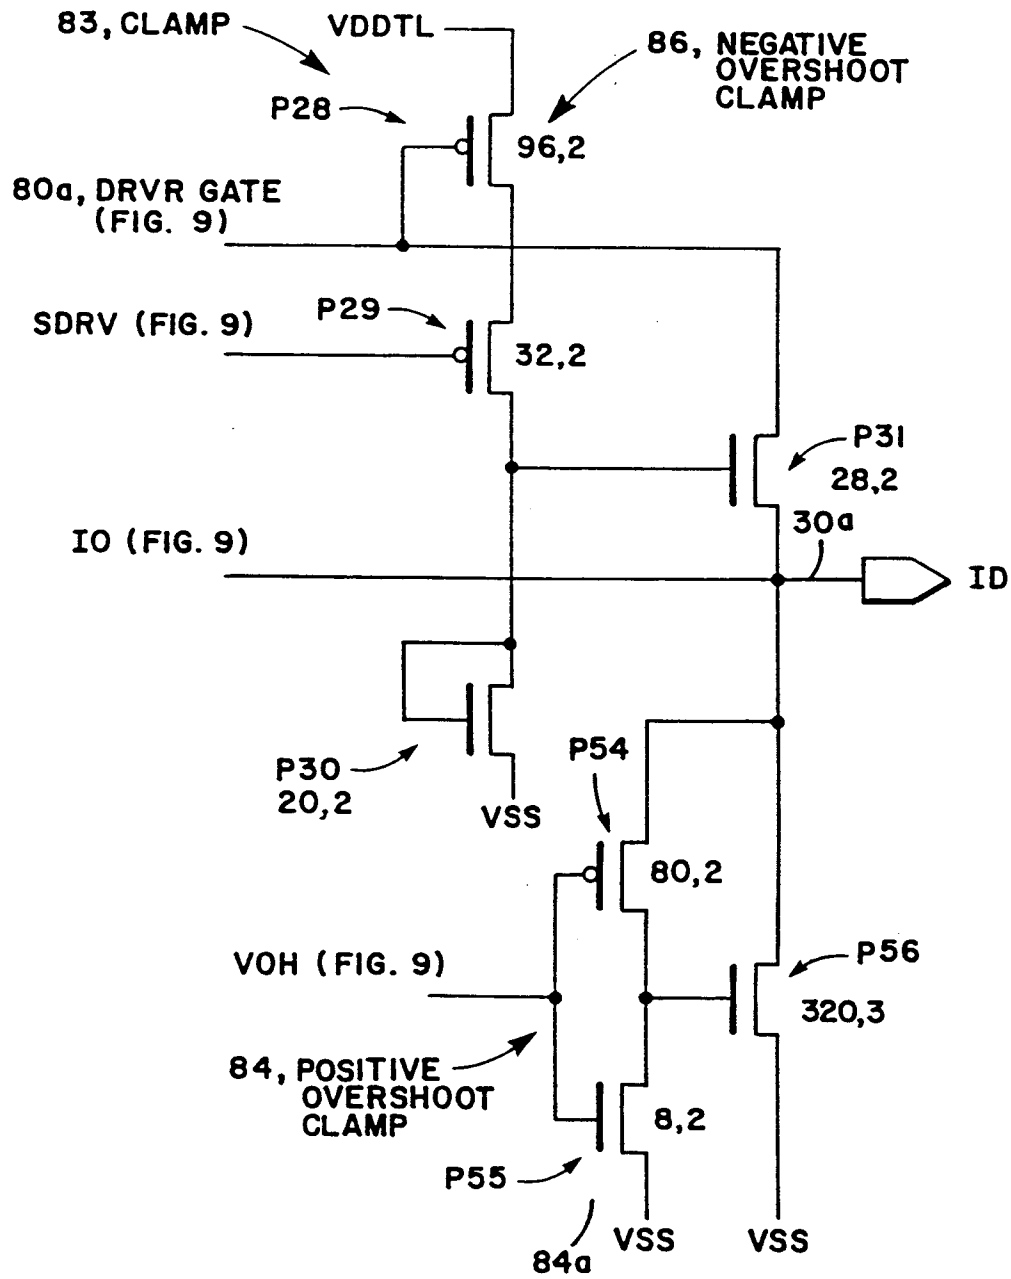 83, CLAMP
VDDTL
86, NEGATIVE
OVERSHOOT
CLAMP
P28
96,2
80a, DRVR GATE
(FIG. 9)
P29
SDRV (FIG. 9)
32,2
P31
28,2
30a
IO (FIG. 9)
ID
P30
20,2
VSS
P54
80,2
VOH (FIG. 9)
P56
320,3
84, POSITIVE
OVERSHOOT
CLAMP
8,2
P55
84a
VSS
VSS